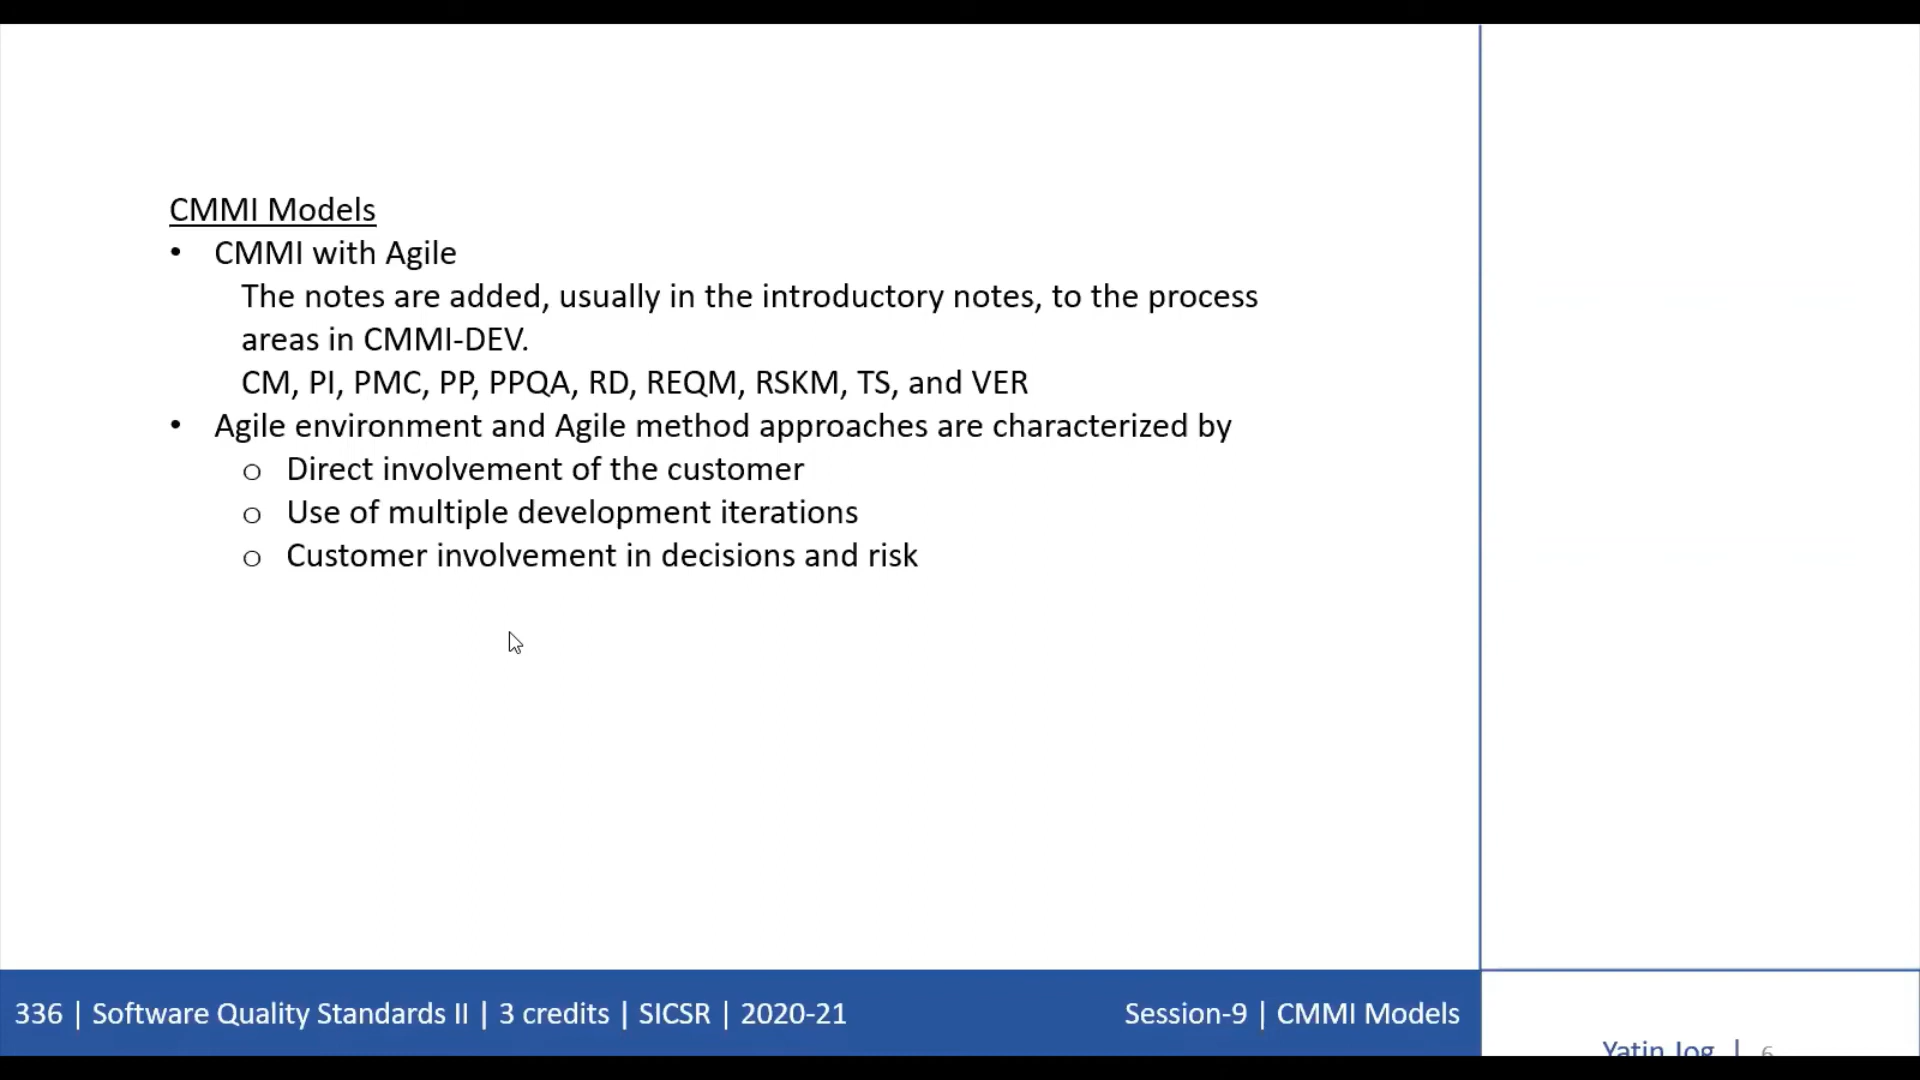 CMMI Models
• CMMI with Agile
The notes are added, usually in the introductory notes, to the process
areas in CMMI-DEV.
CM, PI, PMC, PP, PPQA, RD, REQM, RSKM, TS, and VER
• Agile environment and Agile method approaches are characterized by
o Direct involvement of the customer
o Use of multiple development iterations
o Customer involvement in decisions and risk
336 | Software Quality Standards II | 3 credits | SICSR | 2020-21
Session-9 | CMMI Models
Yatin Jog | 6